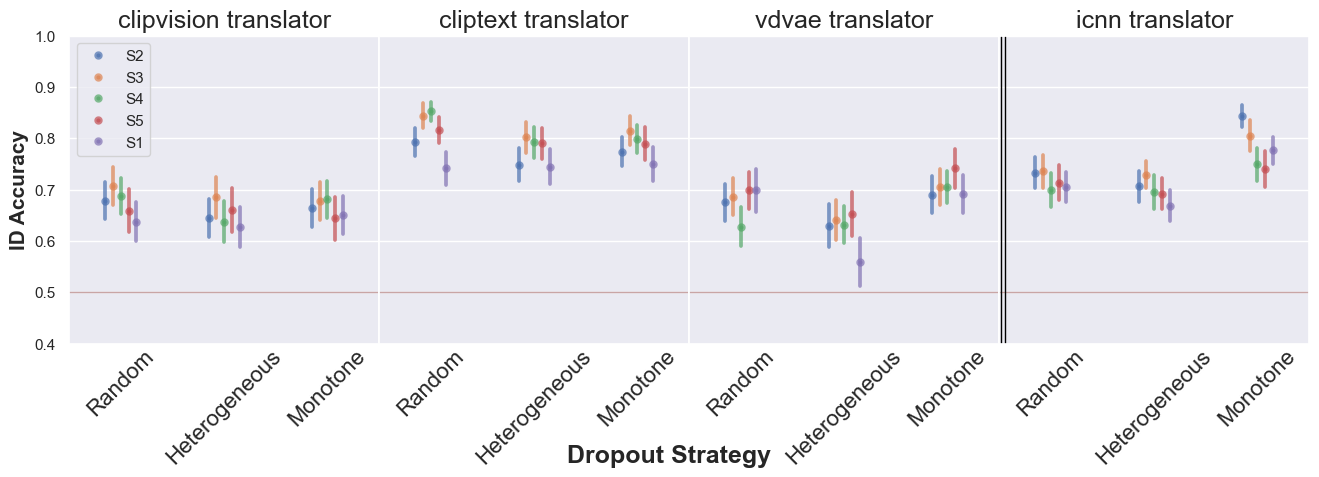 clipvision translator
cliptext translator
vdvae translator
icnn translator
ID Accuracy
1.0
0.9
0.8
0.7
0.6
0.5
0.4
S2
S3
S4
S5
S1
Random
Heterogeneous
Monotone
Random
Heterogeneous
Monotone
Random
Heterogeneous
Monotone
Random
Heterogeneous
Monotone
Dropout Strategy